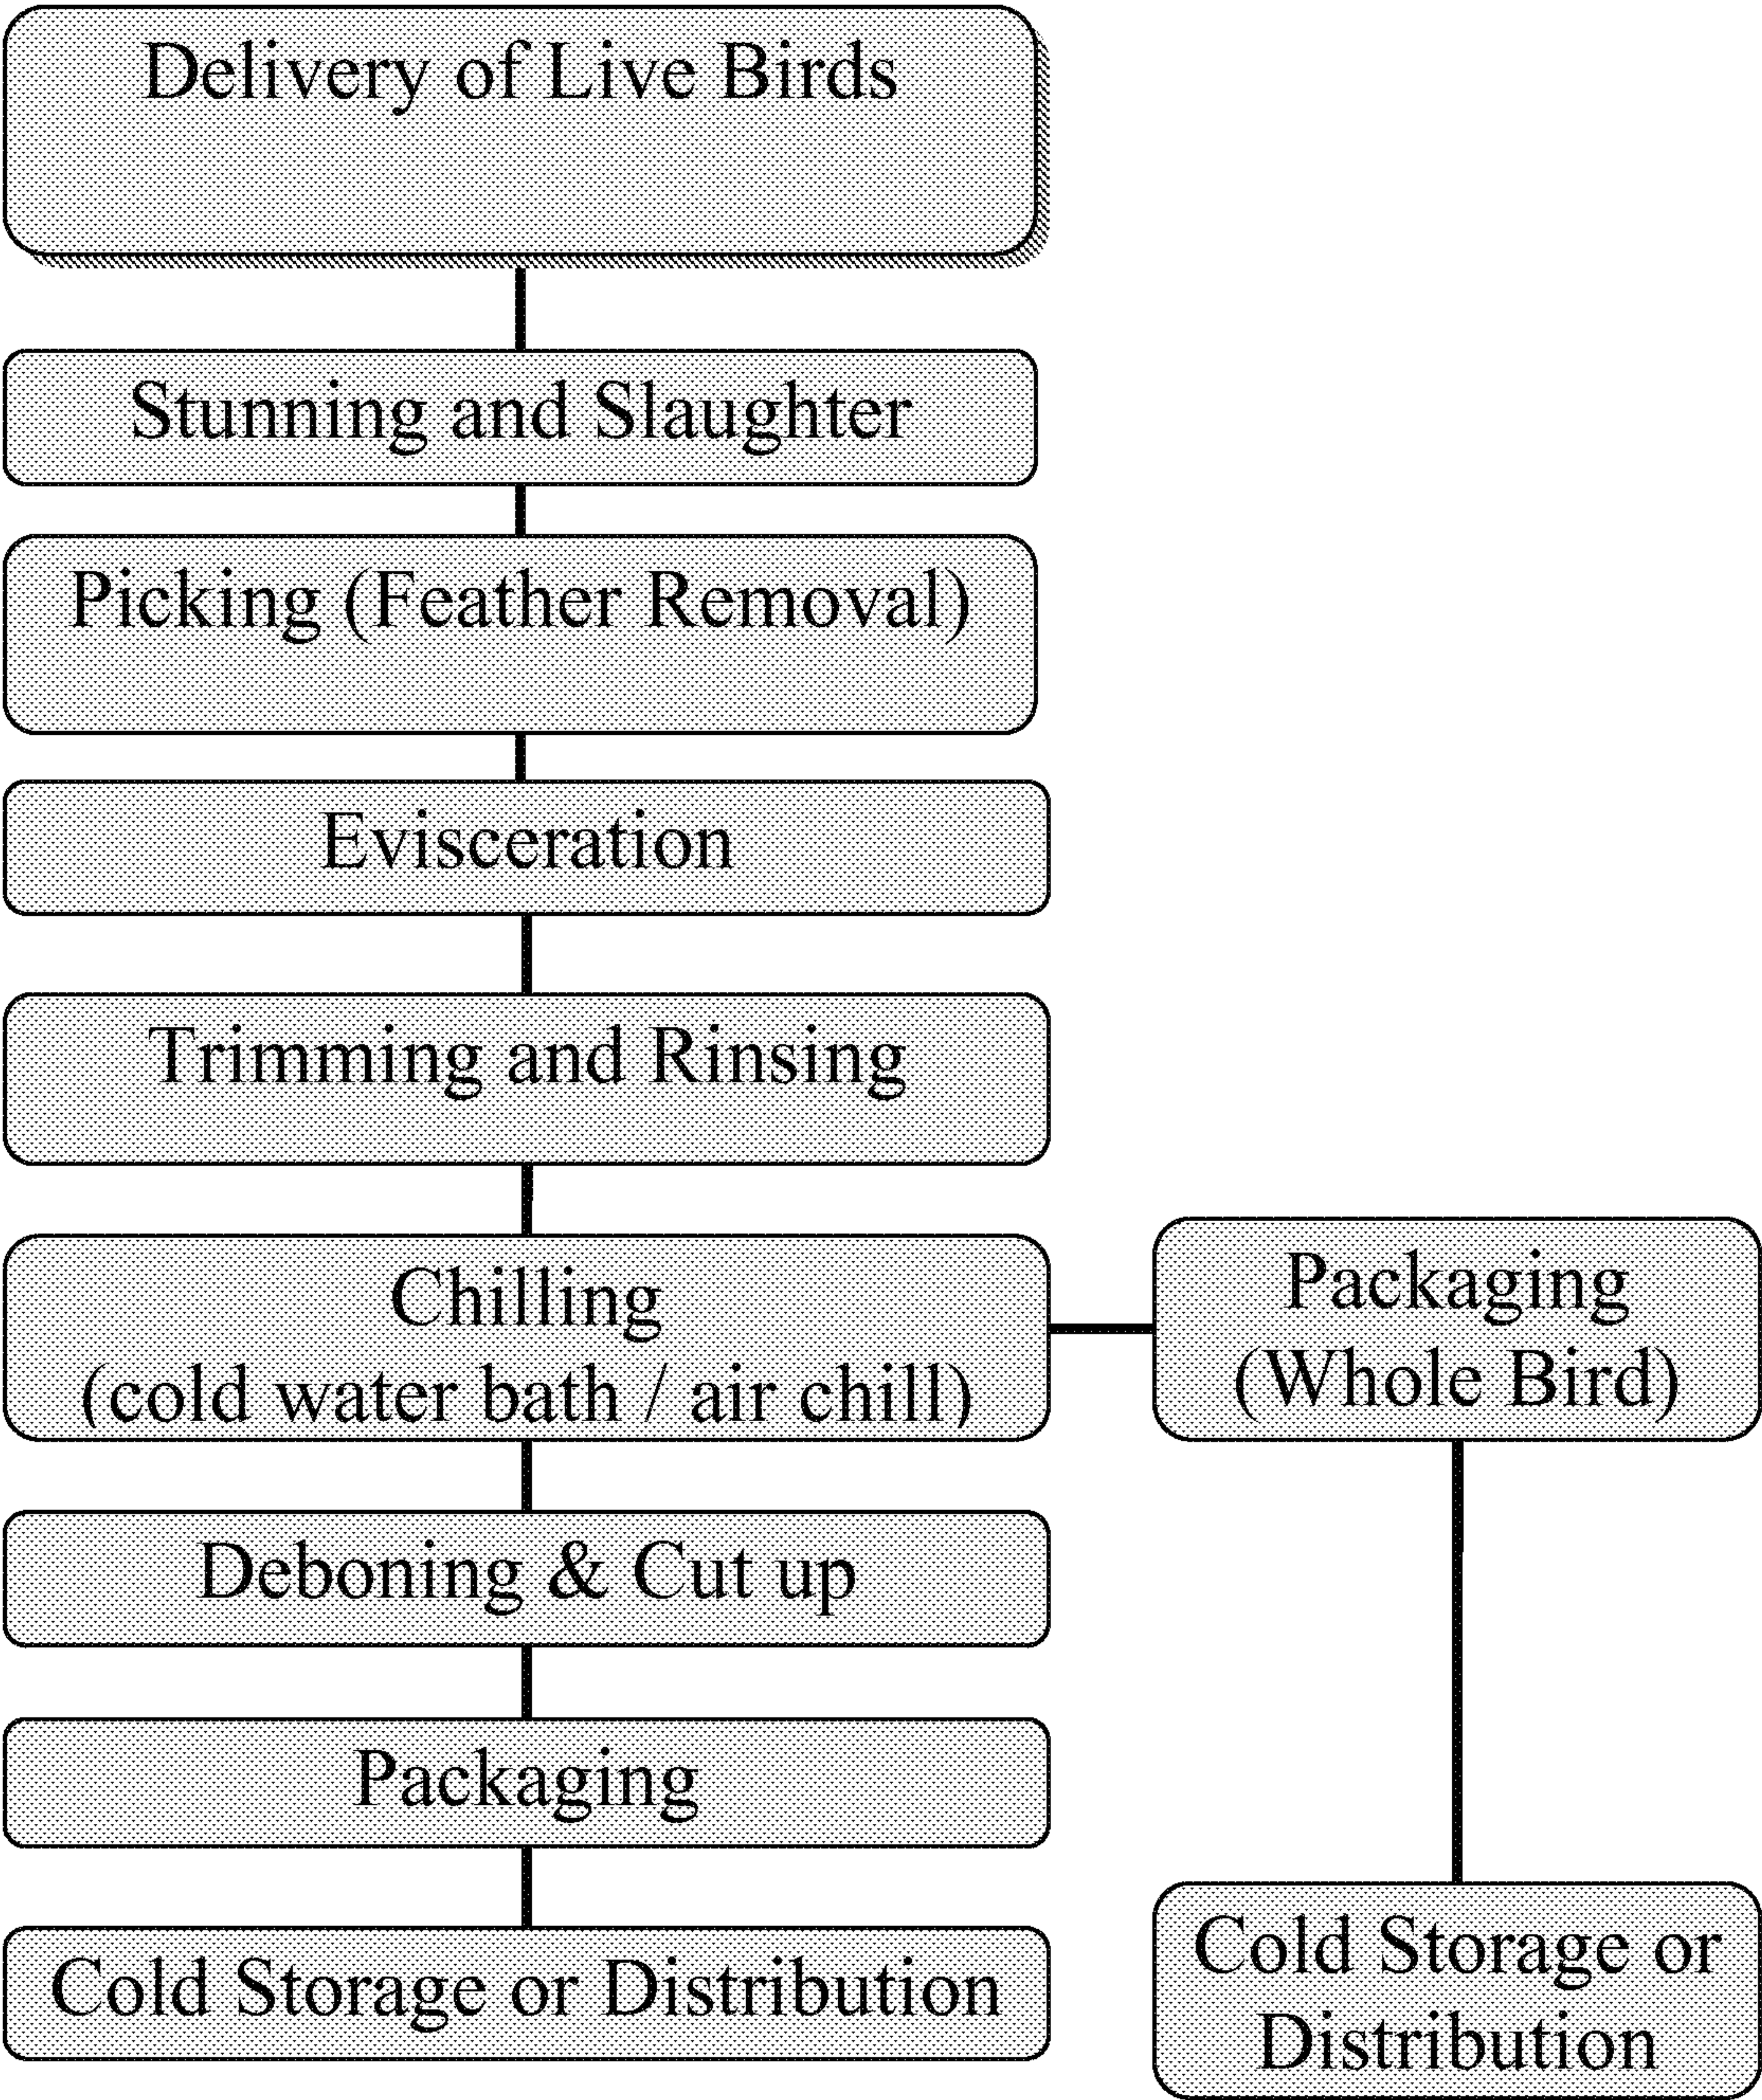 Delivery of Live Birds
Stunning and Slaughter
Picking (Feather Removal)
Evisceration
Trimming and Rinsing
Chilling
(cold water bath / air chill)
Packaging
(Whole Bird)
Deboning & Cut up
Packaging
Cold Storage or Distribution
Cold Storage or
Distribution